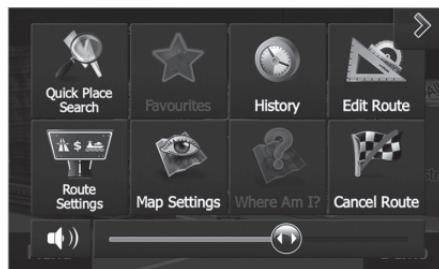 Quick Place
Search
Favourites
History
Edit Route
Route
Settings
Map Settings
Where Am I?
Cancel Route